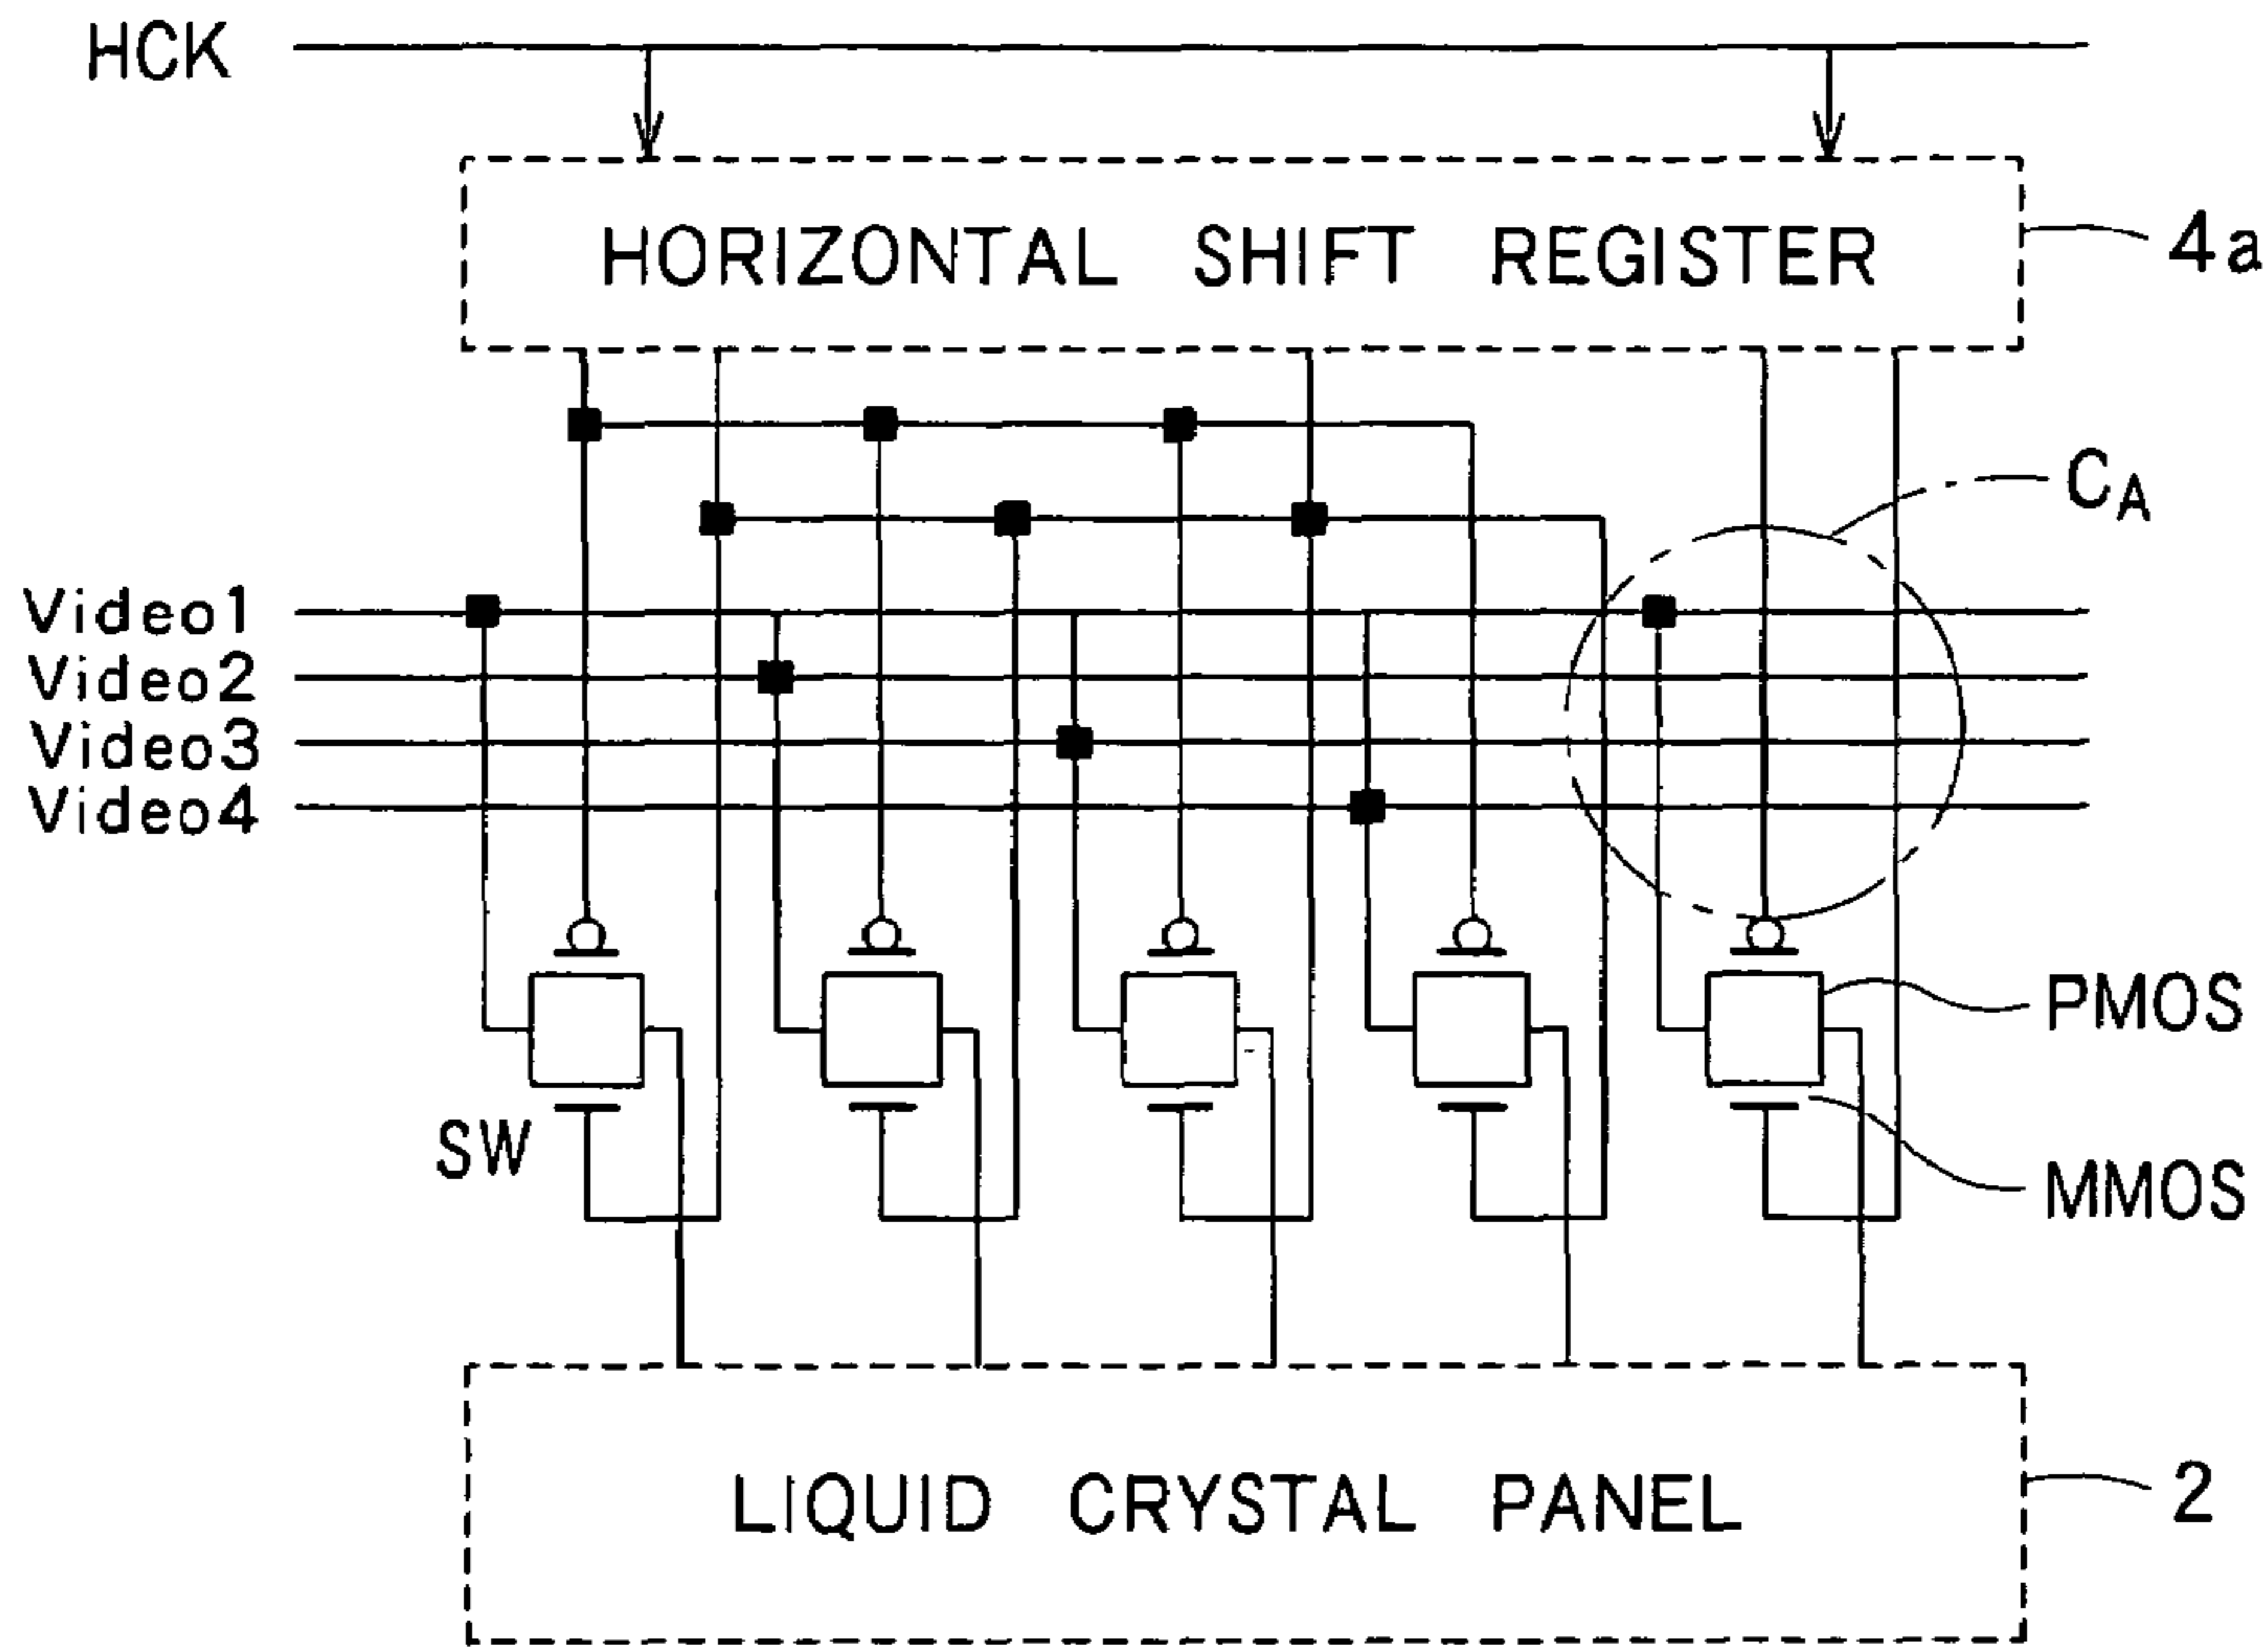 HCK
HORIZONTAL SHIFT REGISTER
4a
CA
Video1
Video2
Video3
Video4
PMOS
SW
MMOS
LIQUID CRYSTAL PANEL
2